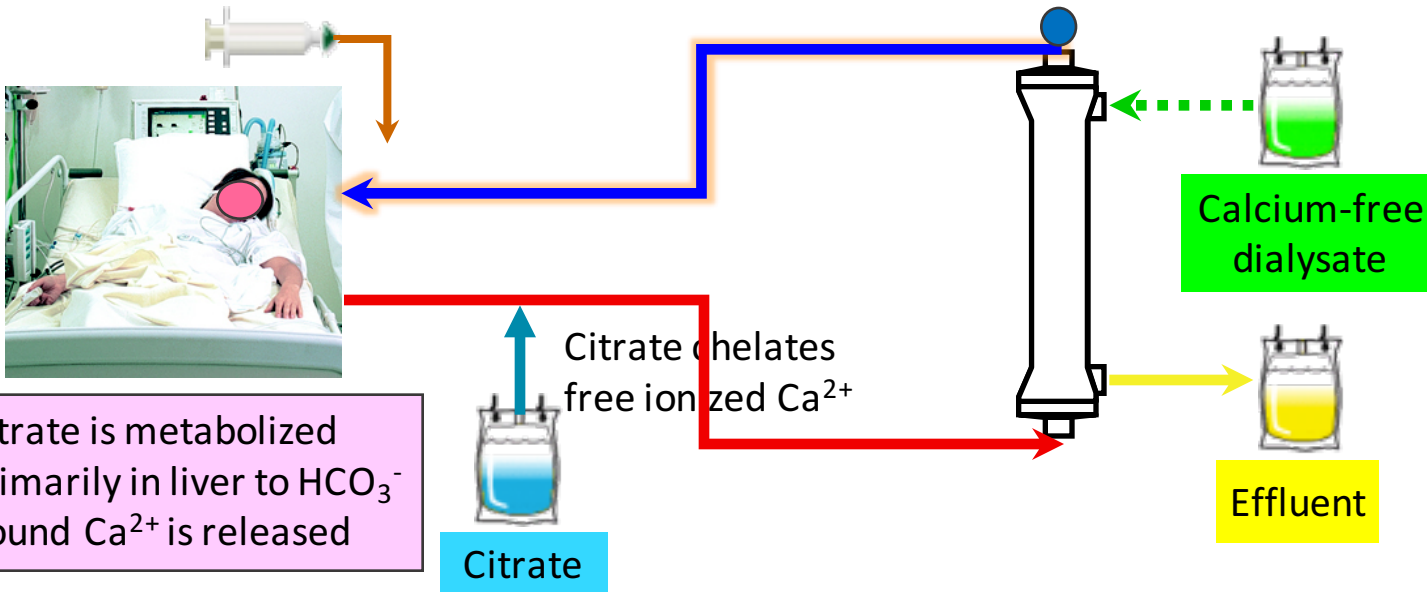 Calcium-free
dialysate
Citrate chelates
free ionized Ca²⁺
trate is metabolized
rimarily in liver to HCO₃⁻
ound Ca²⁺ is released
Effluent
Citrate